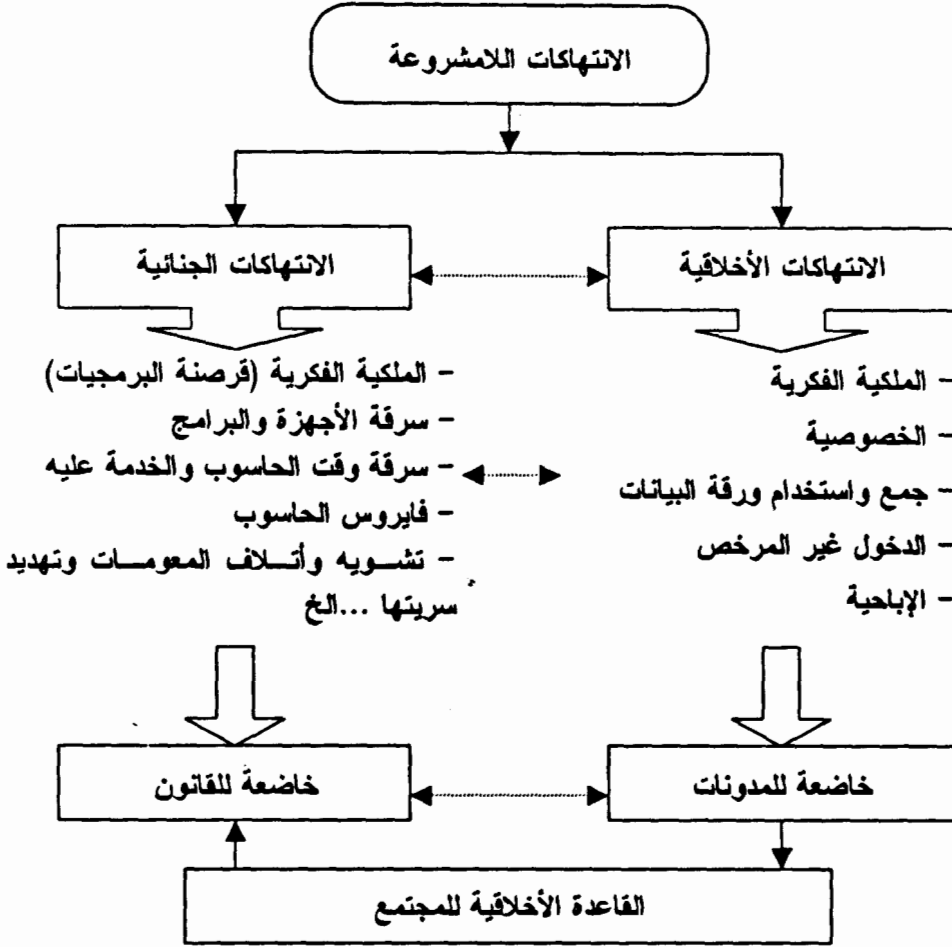 الانتهاكات اللامشروعة
الانتهاكات الأخلاقية
الانتهاكات الجنائية
– الملكية الفكرية
– الخصوصية
– جمع واستخدام ورقة البيانات
– الدخول غير المرخص
– الإباحية
– الملكية الفكرية (قرصنة البرمجيات)
– سرقة الأجهزة والبرامج
– سرقة وقت الحاسوب والخدمة عليه
– فايروس الحاسوب
– تشويه وأتلاف المعومات وتهديد
سريتها ...الخ
خاضعة للمدونات
خاضعة للقانون
القاعدة الأخلاقية للمجتمع